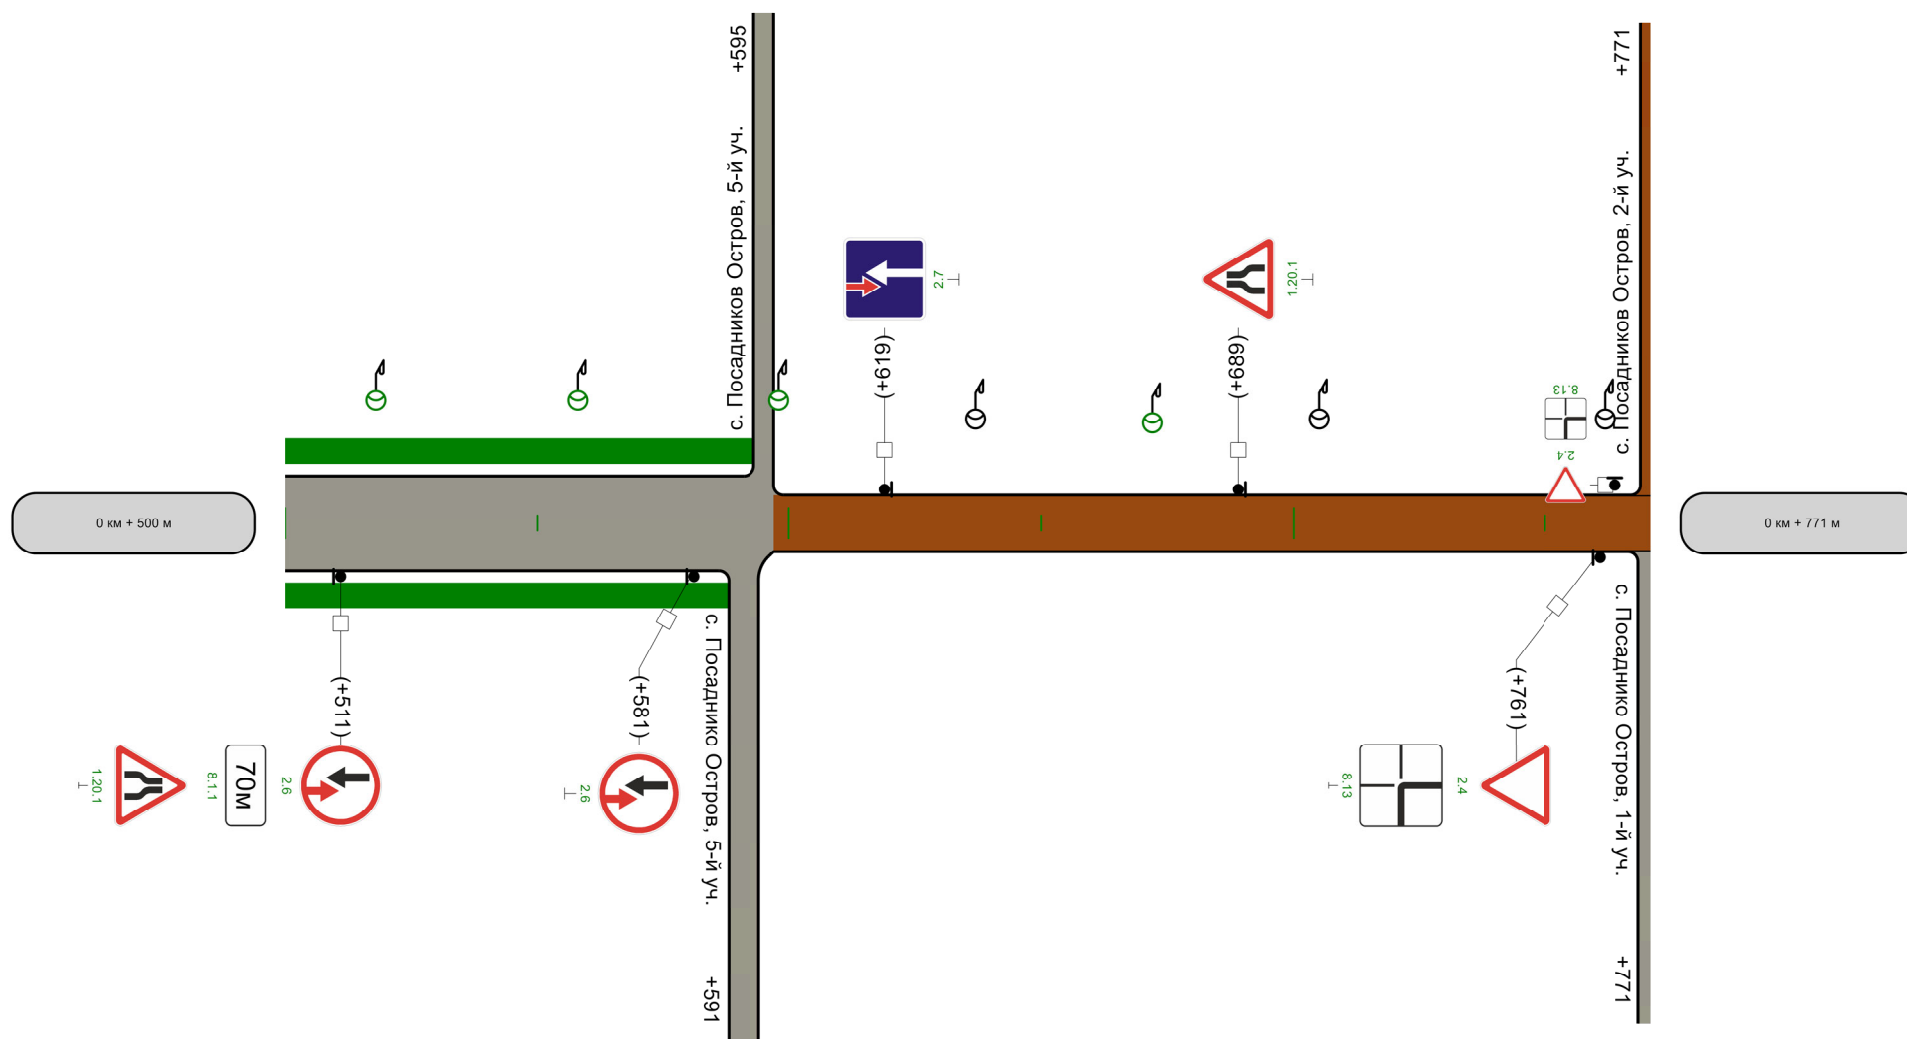 +595
с. Посадников Остров, 5-й уч.
+771
с. Посадников Остров, 2-й уч.
2.7
1.20.1
(+619)
(+689)
8.13
2.4
0 км + 500 м
0 км + 771 м
(+511)
(+581)
(+761)
с. Посаднико Остров, 5-й уч.
с. Посаднико Остров, 1-й уч.
1.20.1
8.1.1
70м
2.6
2.6
8.13
2.4
+591
+771